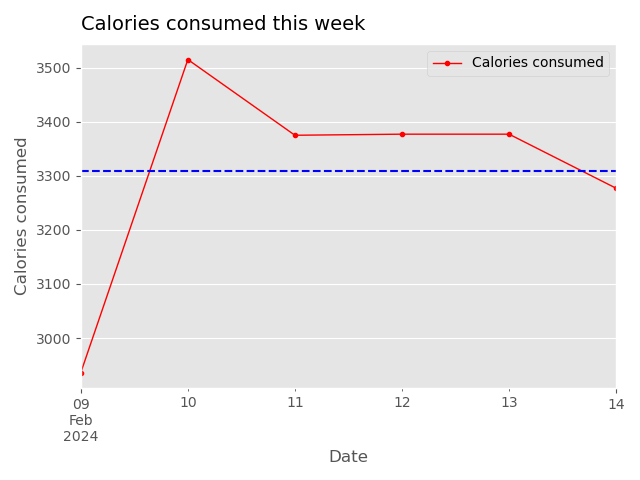 Calories consumed this week
Calories consumed
3500
3400
3300
3200
3100
3000
Calories consumed
09
Feb
2024
10
11
12
13
14
Date